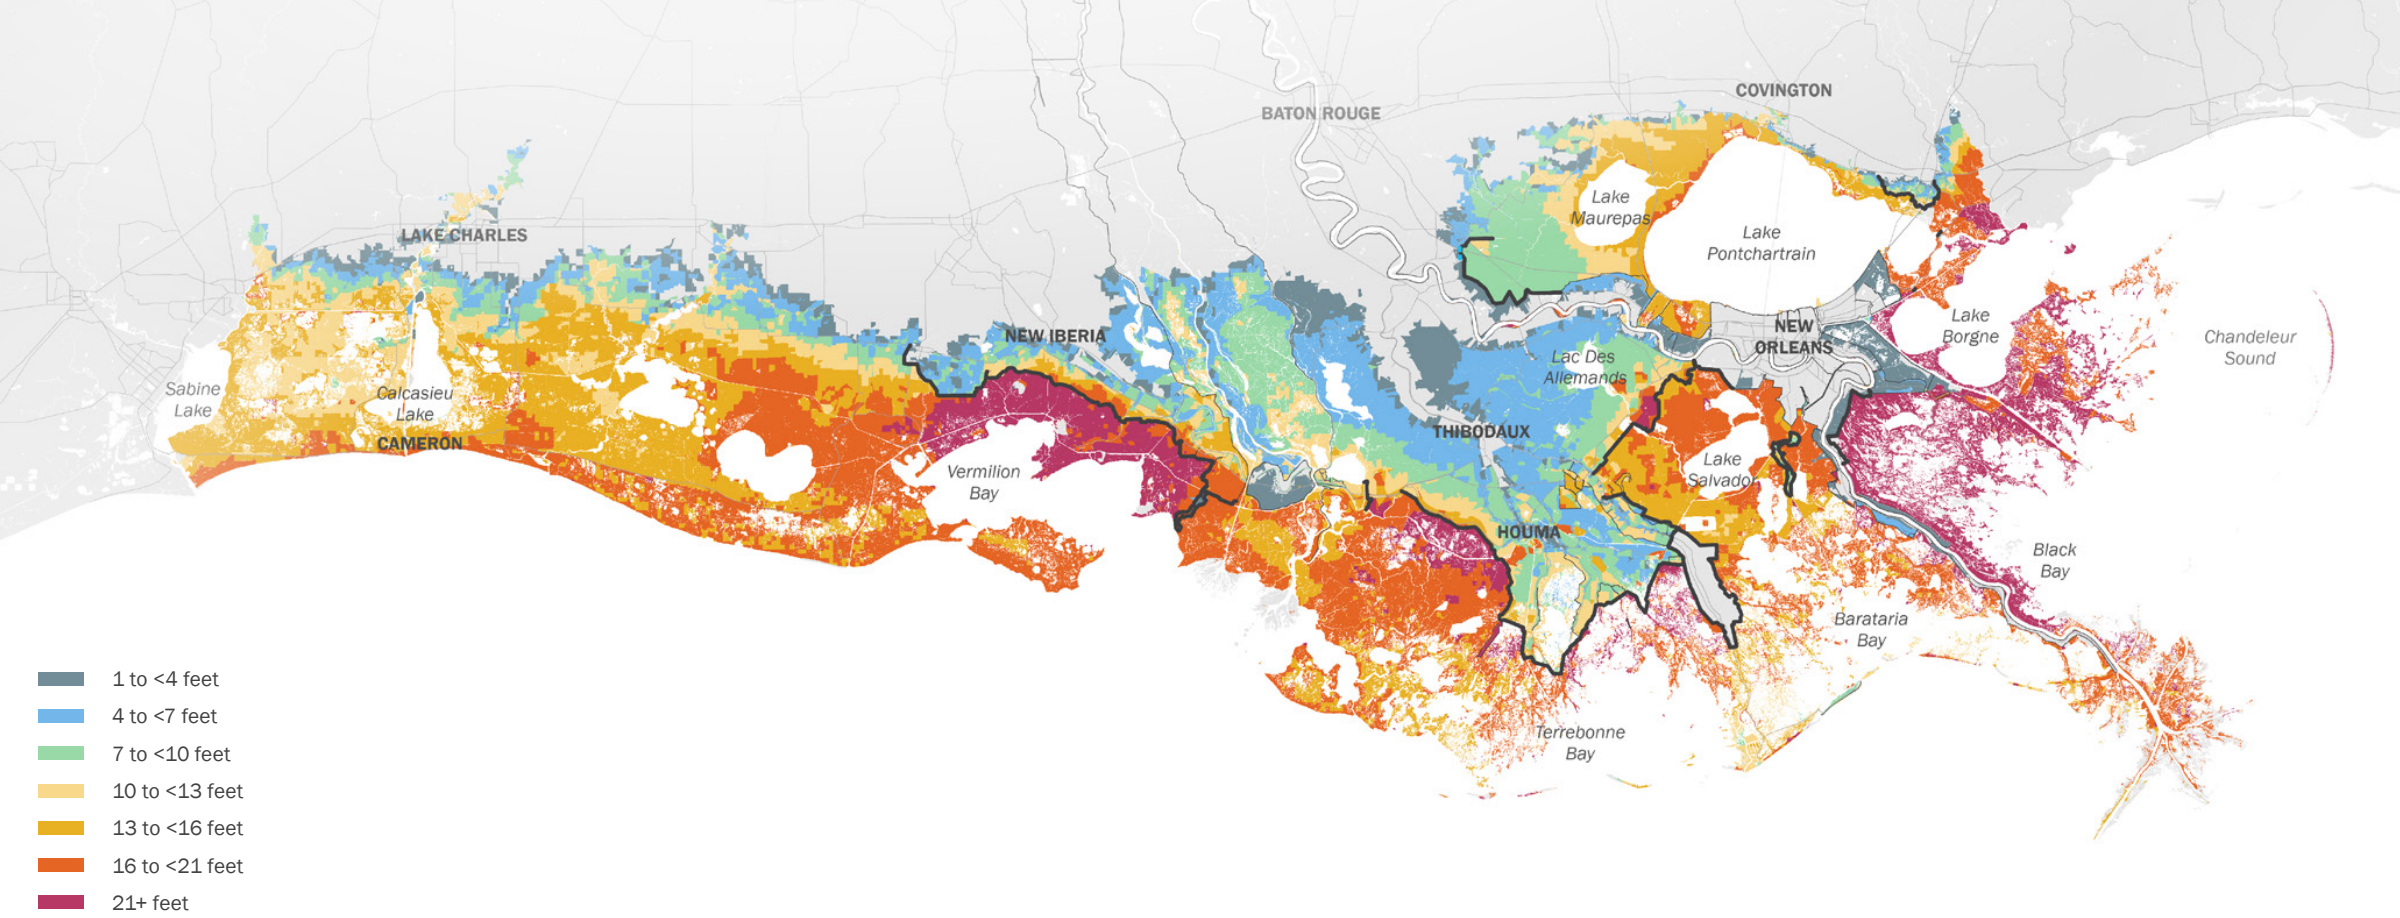 COVINGTON
BATON ROUGE
Lake
Maurepas
Lake
Pontchartrain
LAKE CHARLES
NEW IBERIA
NEW
ORLEANS
Lake
Borgne
Chandeleur
Sound
Lac Des
Allemands
Sabine
Lake
Calcasieu
Lake
CAMERON
THIBODAUX
Vermilion
Bay
Lake
Salvador
HOUMA
Black
Bay
Barataria
Bay
Terrebonne
Bay
1 to <4 feet
4 to <7 feet
7 to <10 feet
10 to <13 feet
13 to <16 feet
16 to <21 feet
21+ feet